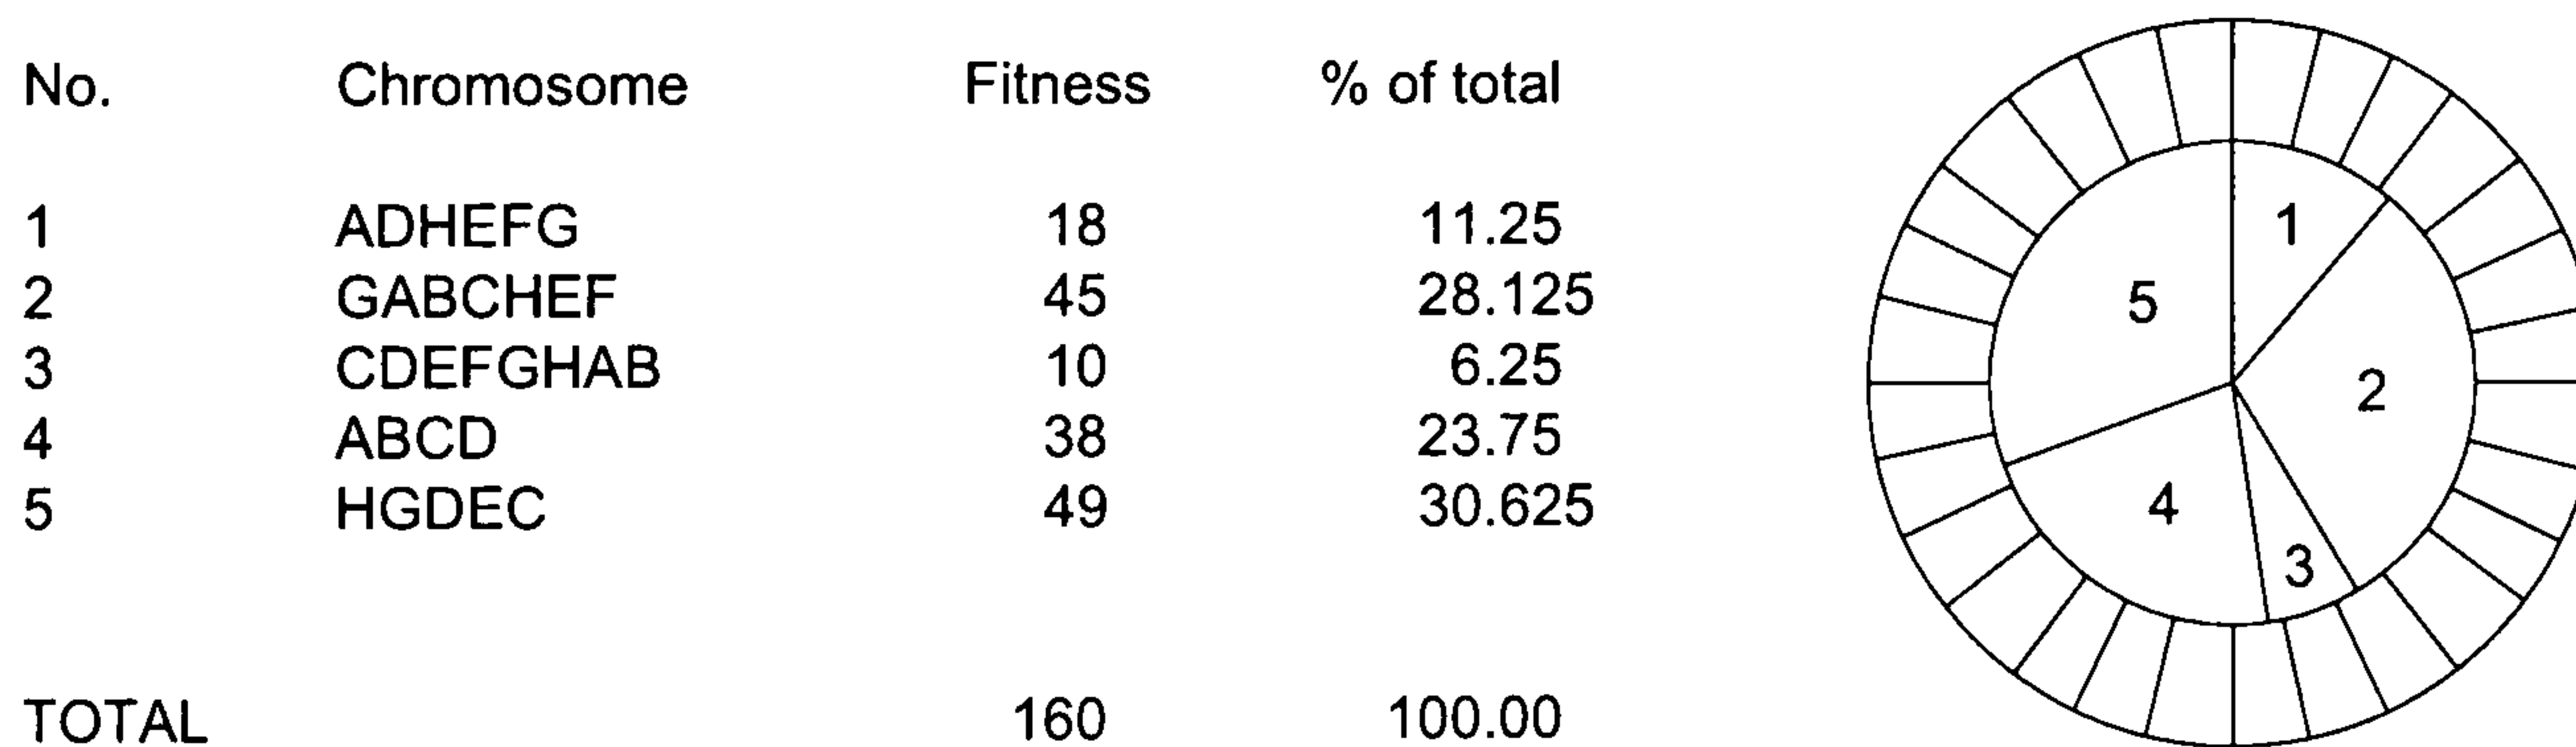 No. Chromosome Fitness % of total
1 ADHEFG 18 11.25
2 GABCHEF 45 28.125
3 CDEFGHAB 10 6.25
4 ABCD 38 23.75
5 HGDEC 49 30.625
TOTAL 160 100.00
1
5
2
4
3